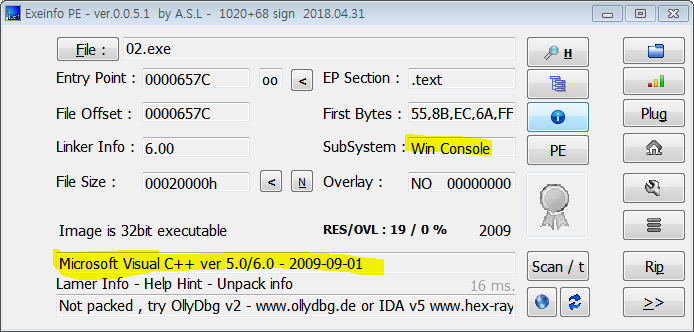 Exeinfo PE - ver.0.0.5.1 by A.S.L - 1020+68 sign 2018.04.31
File : 02.exe H
Entry Point : 0000657C oo < EP Section : .text
File Offset : 0000657C First Bytes : 55,8B,EC,6A,FF Plug
Linker Info : 6.00 SubSystem : Win Console PE
File Size : 00020000h < N Overlay : NO 00000000
Image is 32bit executable RES/OVL : 19 / 0 % 2009
Microsoft Visual C++ ver 5.0/6.0 - 2009-09-01 Scan / t Rip
Lamer Info - Help Hint - Unpack info 16 ms.
Not packed , try OllyDbg v2 - www.ollydbg.de or IDA v5 www.hex-ray >>